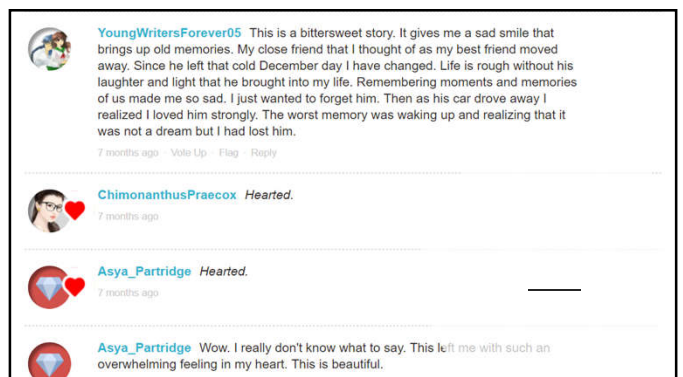 YoungWritersForever05 This is a bittersweet story. It gives me a sad smile that
brings up old memories. My close friend that I thought of as my best friend moved
away. Since he left that cold December day I have changed. Life is rough without his
laughter and light that he brought into my life. Remembering moments and memories
of us made me so sad. I just wanted to forget him. Then as his car drove away I
realized I loved him strongly. The worst memory was waking up and realizing that it
was not a dream but I had lost him.
7 months ago · Vote Up · Flag · Reply
ChimonanthusPraecox Hearted.
7 months ago
Asya_Partridge Hearted.
7 months ago
Asya_Partridge Wow. I really don't know what to say. This left me with such an
overwhelming feeling in my heart. This is beautiful.